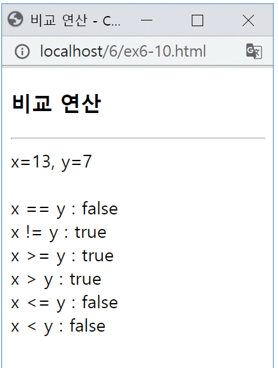 비교 연산 - C...
localhost/6/ex6-10.html
비교 연산
x=13, y=7
x == y : false
x != y : true
x >= y : true
x > y : true
x <= y : false
x < y : false